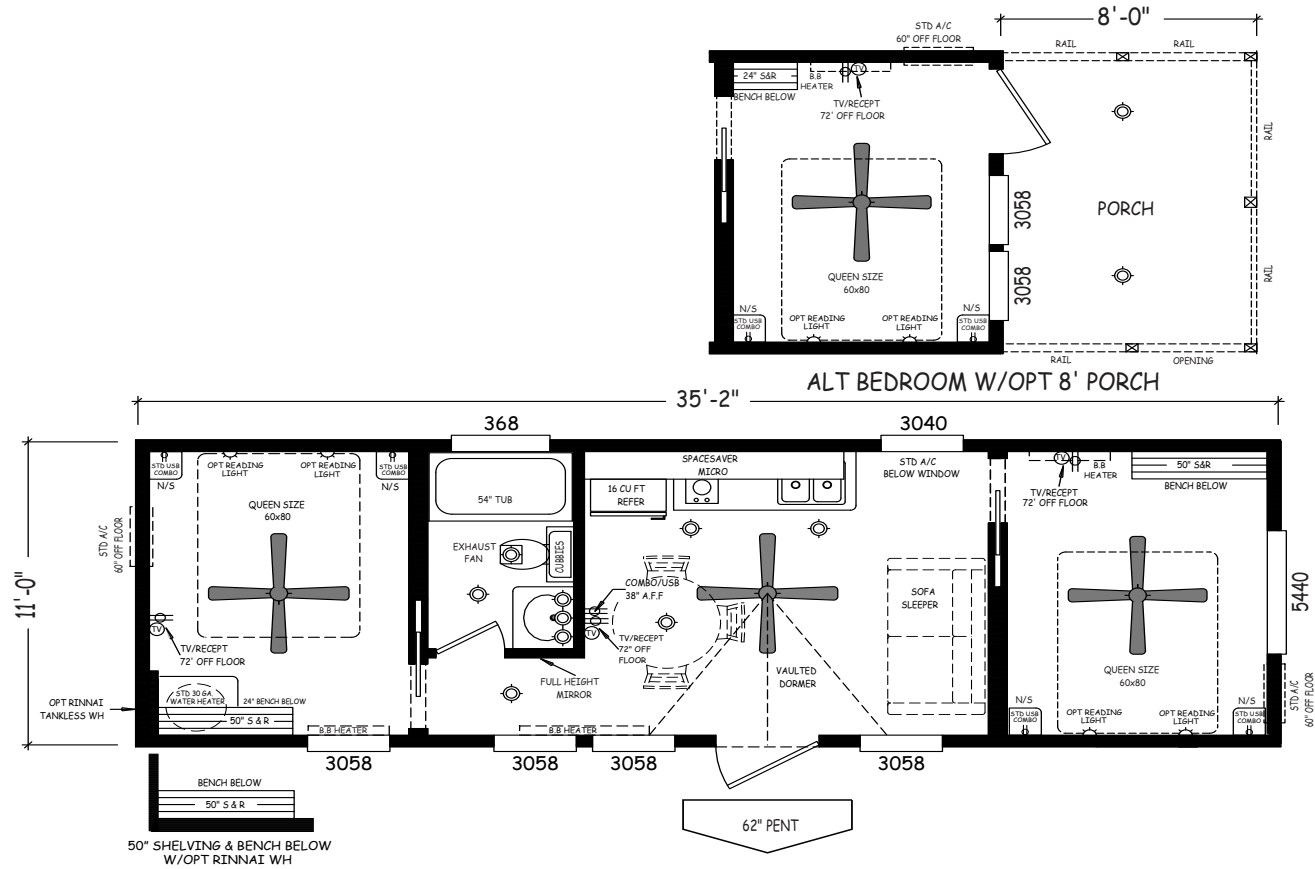 8'-0"
STD A/C
60" OFF FLOOR
RAIL
RAIL
24" S&R
BENCH BELOW
B.B
HEATER
TV
TV/RECEPT
72' OFF FLOOR
RAIL
3058
PORCH
3058
RAIL
QUEEN SIZE
60x80
N/S
STD USB
COMBO
OPT READING
LIGHT
OPT READING
LIGHT
N/S
STD USB
COMBO
RAIL
OPENING
ALT BEDROOM W/OPT 8' PORCH
35'-2"
11'-0"
368
3040
STD USB
COMBO
N/S
OPT READING
LIGHT
OPT READING
LIGHT
STD USB
COMBO
N/S
QUEEN SIZE
60x80
STD A/C
60" OFF FLOOR
TV
TV/RECEPT
72' OFF FLOOR
OPT RINNAI
TANKLESS WH
STD 30 GA.
WATER HEATER
24" BENCH BELOW
50" S & R
B.B HEATER
3058
54" TUB
EXHAUST
FAN
CUBBIES
FULL HEIGHT
MIRROR
B.B HEATER
3058
3058
SPACESAVER
MICRO
16 CU FT
REFER
STD A/C
BELOW WINDOW
COMBO/USB
38" A.F.F
TV
TV/RECEPT
72" OFF
FLOOR
SOFA
SLEEPER
VAULTED
DORMER
3058
62" PENT
TV
B.B
HEATER
TV/RECEPT
72' OFF FLOOR
50" S&R
BENCH BELOW
5440
QUEEN SIZE
60x80
STD A/C
60" OFF FLOOR
N/S
STD USB
COMBO
OPT READING
LIGHT
OPT READING
LIGHT
N/S
STD USB
COMBO
BENCH BELOW
50" S & R
50" SHELVING & BENCH BELOW
W/OPT RINNAI WH